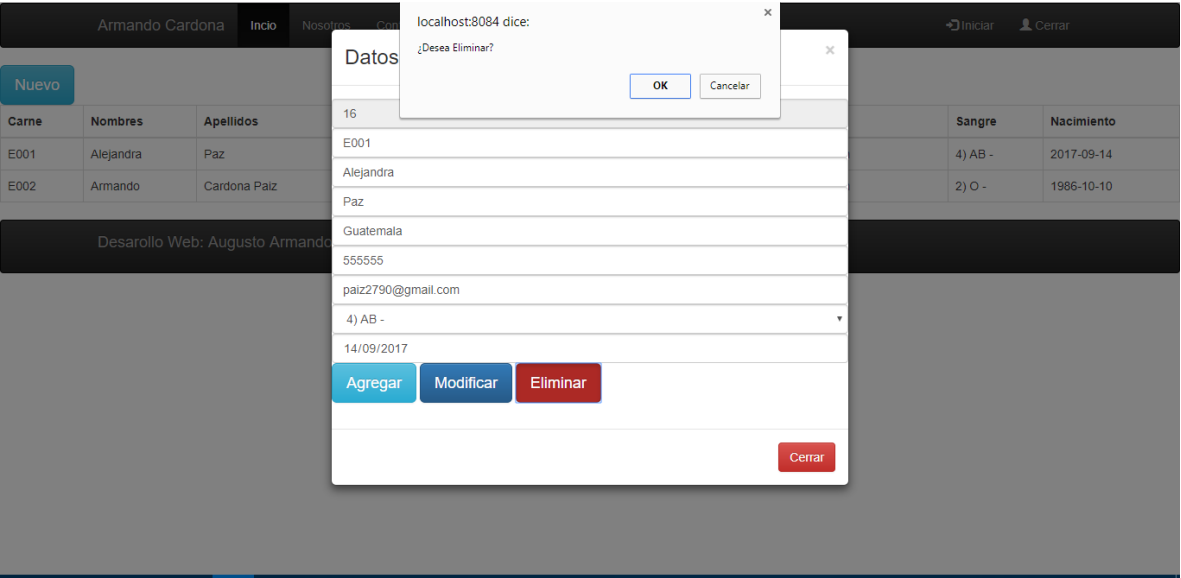 Armando Cardona Incio Nosotros Con Iniciar Cerrar
localhost:8084 dice:
¿Desea Eliminar?
OK Cancelar
Datos
Nuevo
Carne Nombres Apellidos Sangre Nacimiento
E001 Alejandra Paz 4) AB - 2017-09-14
E002 Armando Cardona Paiz 2) O - 1986-10-10
Desarollo Web: Augusto Armando
16
E001
Alejandra
Paz
Guatemala
555555
paiz2790@gmail.com
4) AB -
14/09/2017
Agregar Modificar Eliminar
Cerrar